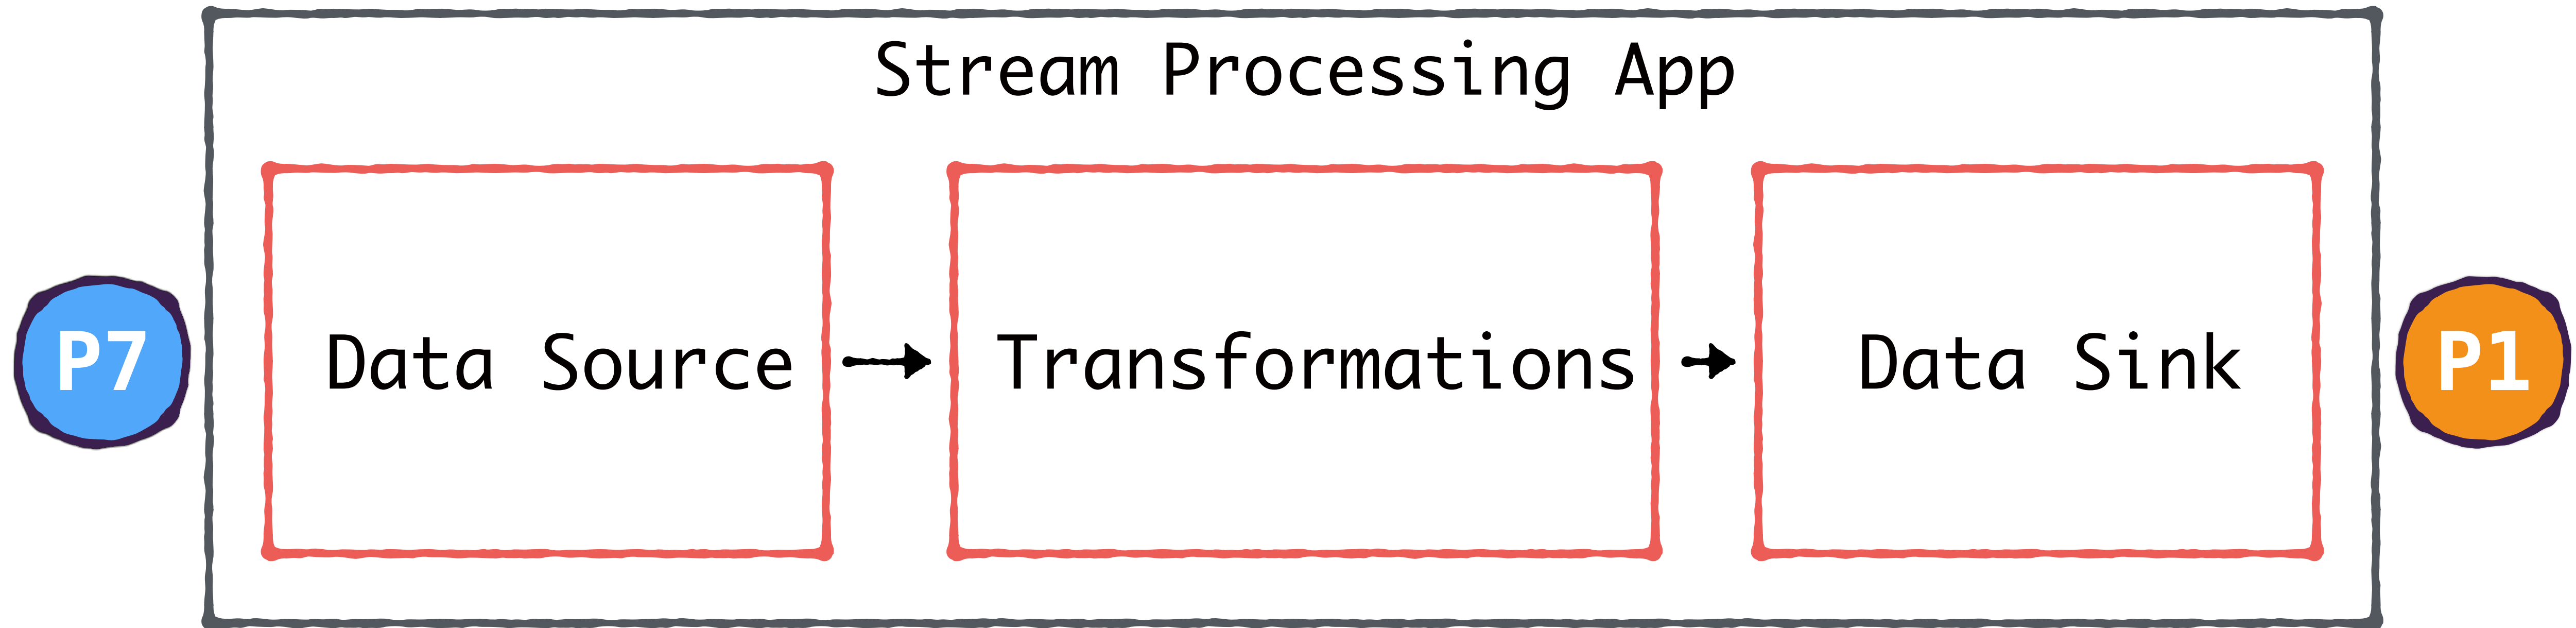 Stream Processing App
P7
Data Source
Transformations
Data Sink
P1